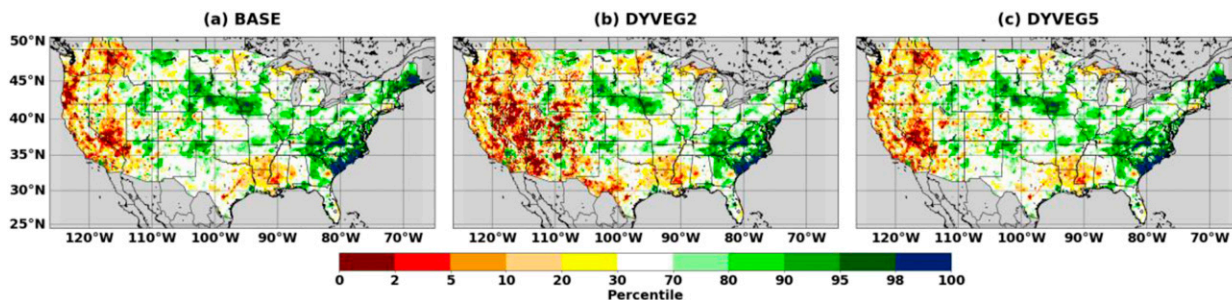 (a) BASE
(b) DYVEG2
(c) DYVEG5
50°N
45°N
40°N
35°N
30°N
25°N
120°W 110°W 100°W 90°W 80°W 70°W
120°W 110°W 100°W 90°W 80°W 70°W
120°W 110°W 100°W 90°W 80°W 70°W
0 2 5 10 20 30 70 80 90 95 98 100
Percentile